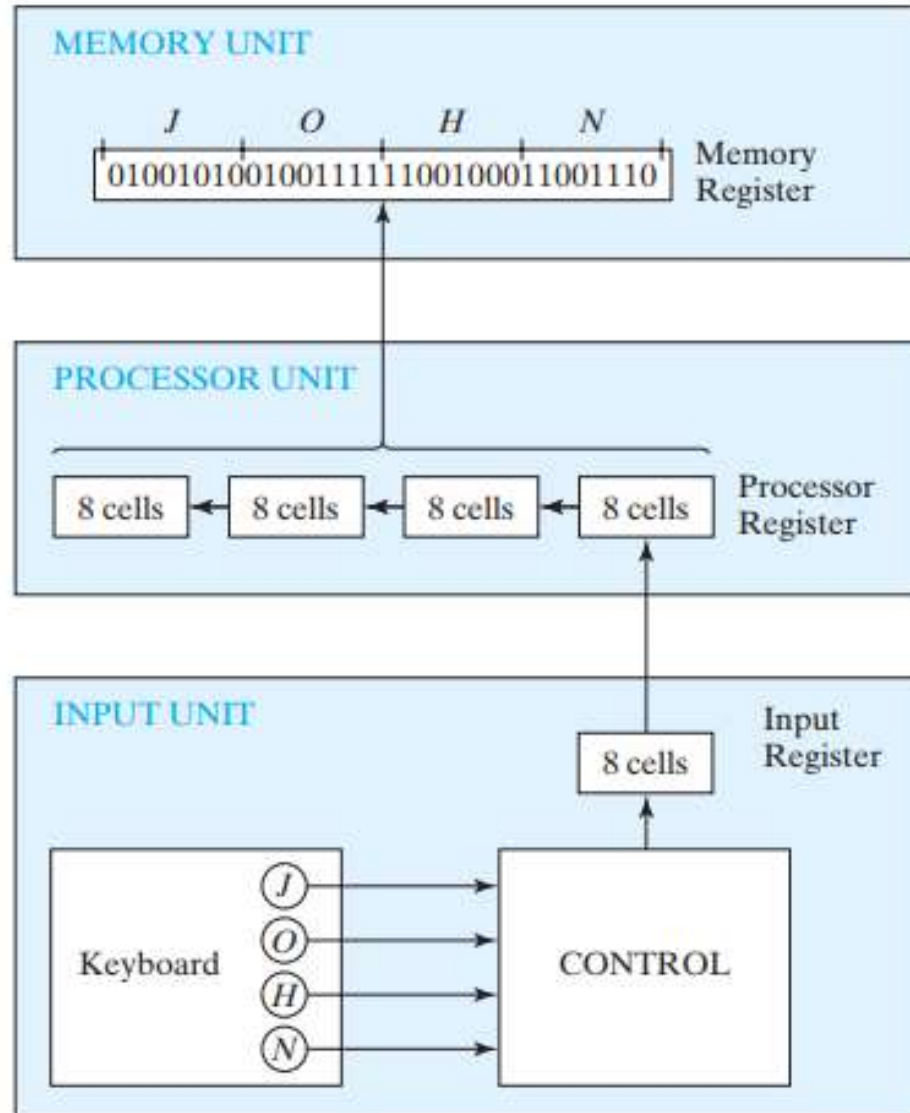 MEMORY UNIT
J O H N
01001010010011111100100011001110
Memory
Register
PROCESSOR UNIT
8 cells 8 cells 8 cells 8 cells
Processor
Register
INPUT UNIT
Input
Register
8 cells
J
O
Keyboard
CONTROL
H
N